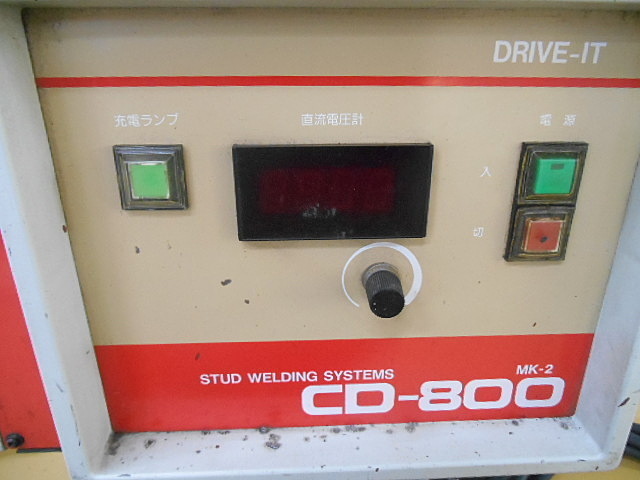 DRIVE-IT
充電ランプ
直流電圧計
電 源
入
切
MK-2
STUD WELDING SYSTEMS
CD-800